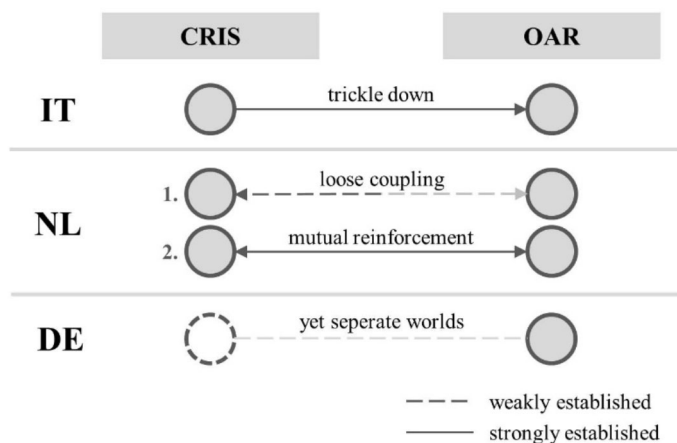 CRIS OAR
IT trickle down
1. loose coupling
NL
2. mutual reinforcement
DE yet seperate worlds
weakly established
strongly established